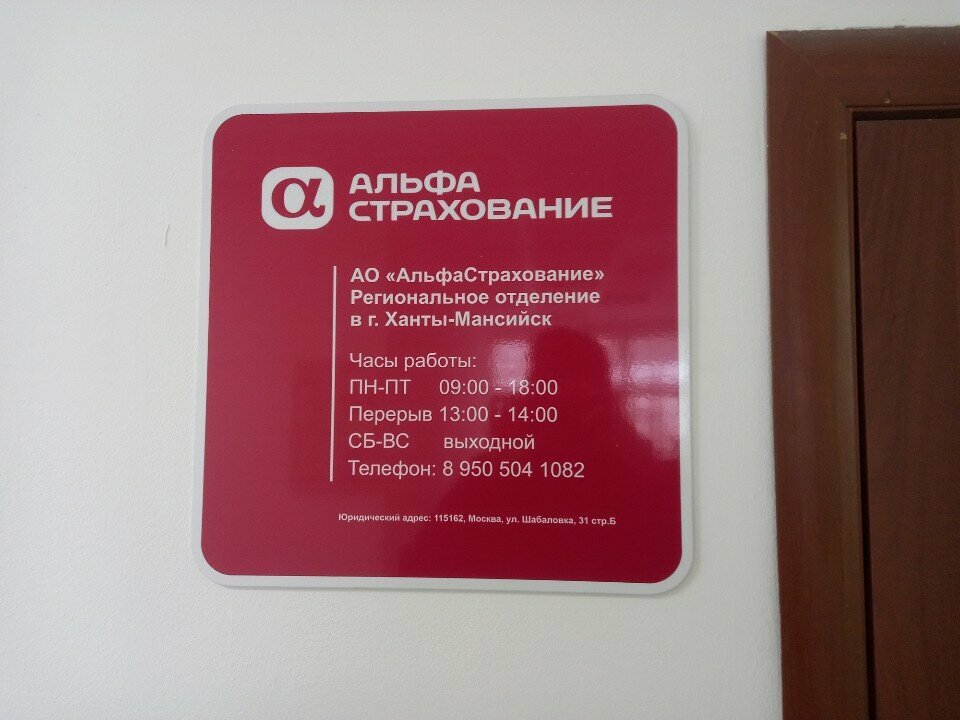 α АЛЬФА
СТРАХОВАНИЕ
АО «АльфаСтрахование»
Региональное отделение
в г. Ханты-Мансийск
Часы работы:
ПН-ПТ 09:00 - 18:00
Перерыв 13:00 - 14:00
СБ-ВС выходной
Телефон: 8 950 504 1082
Юридический адрес: 115162, Москва, ул. Шабаловка, 31 стр.Б